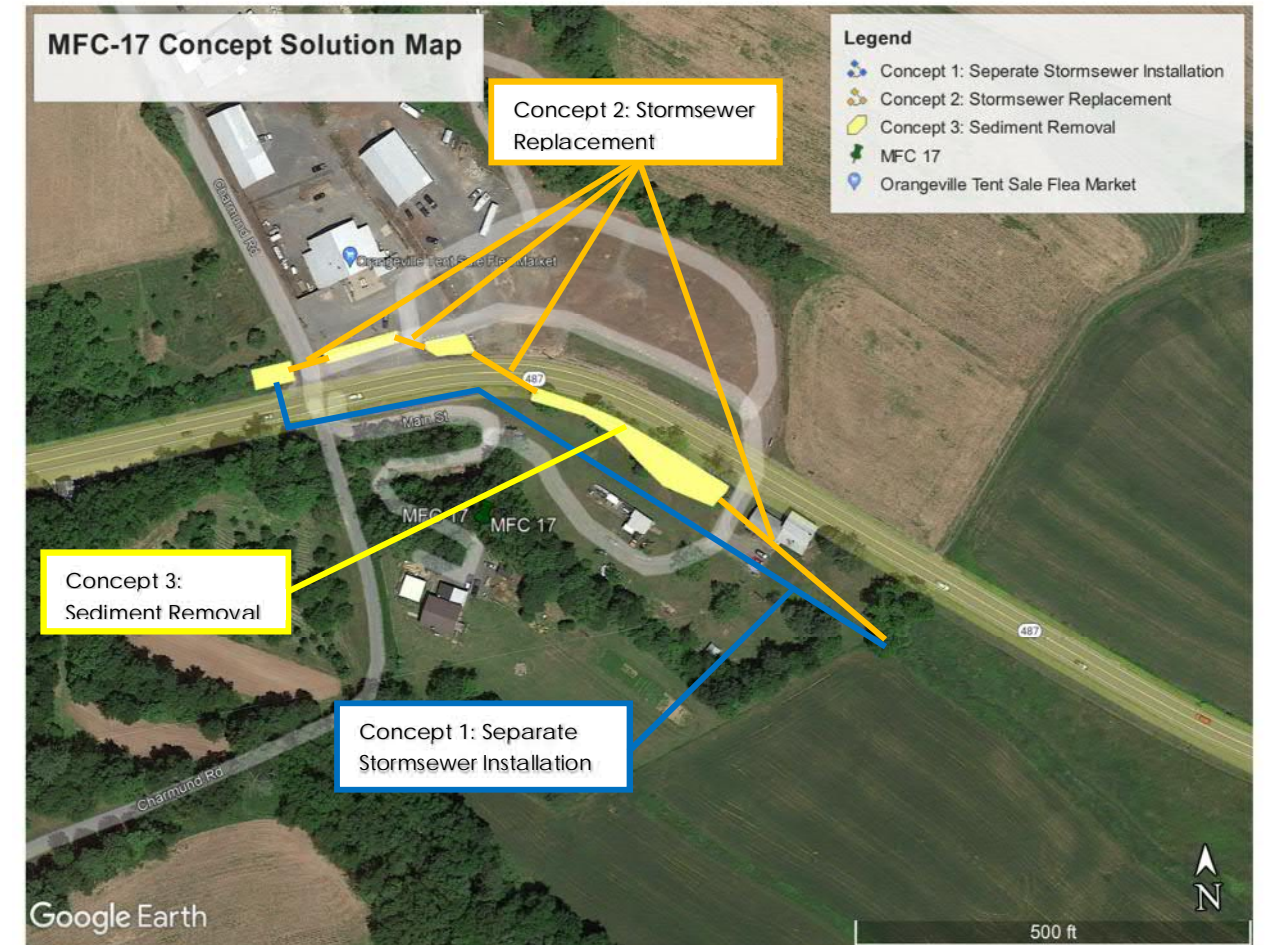 MFC-17 Concept Solution Map
Legend
Concept 1: Seperate Stormsewer Installation
Concept 2: Stormsewer Replacement
Concept 3: Sediment Removal
MFC 17
Orangeville Tent Sale Flea Market
Concept 2: Stormsewer
Replacement
Charmund Rd
Orangeville Tent Sale Flea Market
487
Main St
MFC 17
MFC 17
Concept 3:
Sediment Removal
487
Concept 1: Separate
Stormsewer Installation
Charmund Rd
Google Earth
N
500 ft